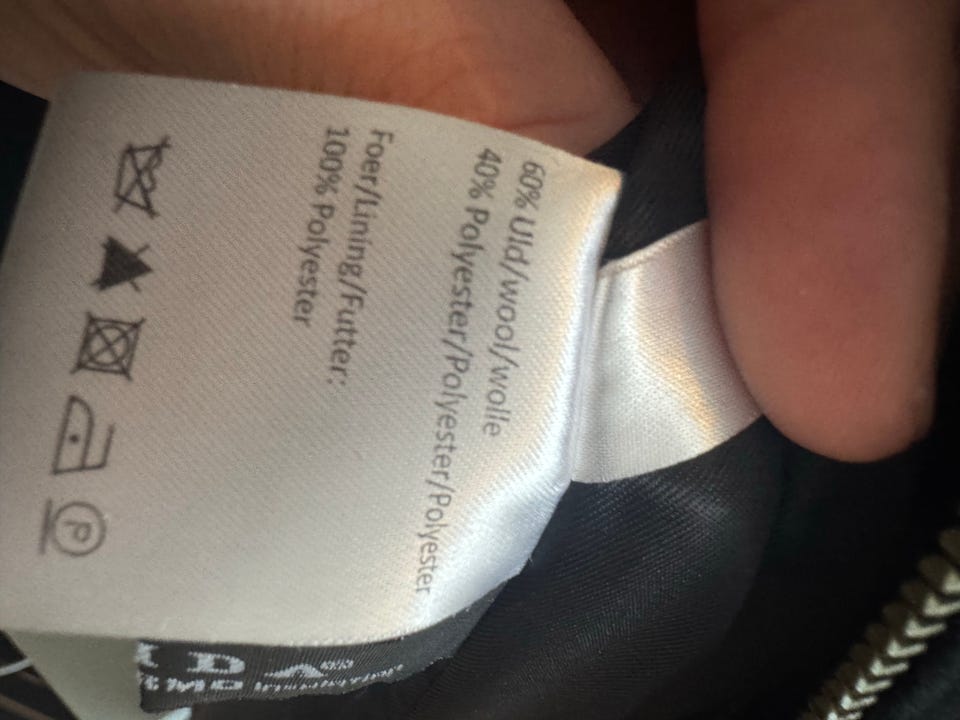 60% Uld/wool/wolle
40% Polyester/Polyester/Polyester
Foer/Lining/Futter:
100% Polyester
P